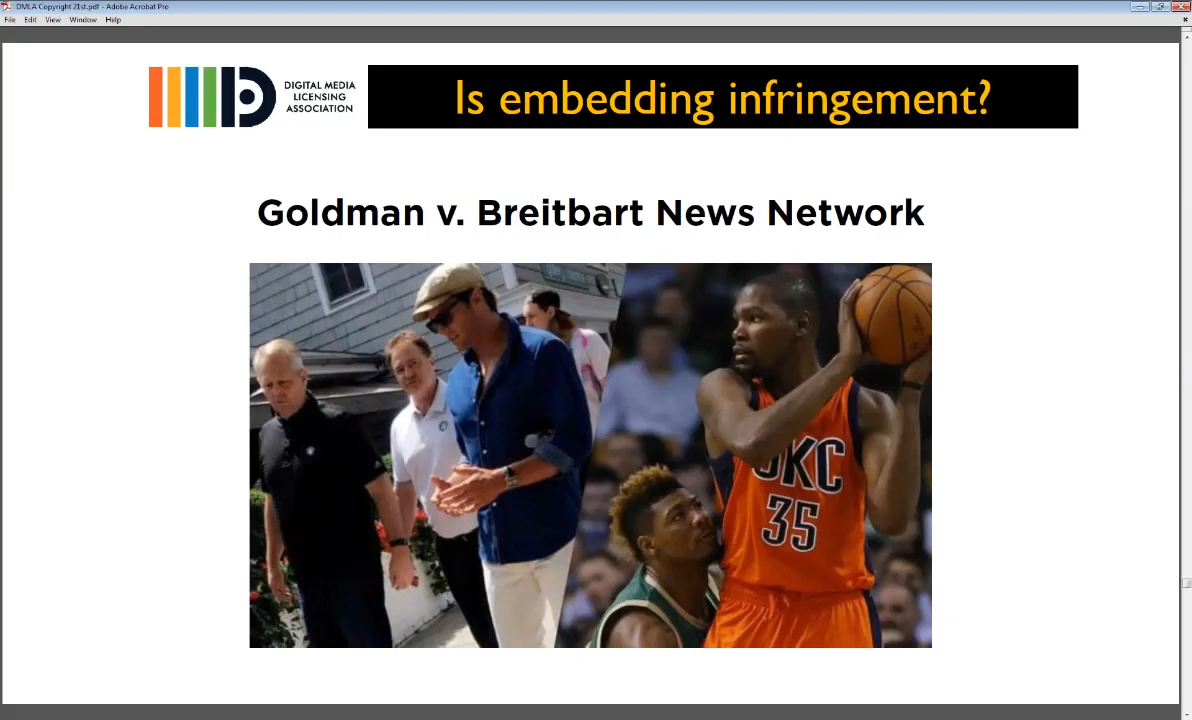 DMLA Copyright 21st.pdf - Adobe Acrobat Pro
File Edit View Window Help
DIGITAL MEDIA
LICENSING
ASSOCIATION
Is embedding infringement?
Goldman v. Breitbart News Network
OKC
35